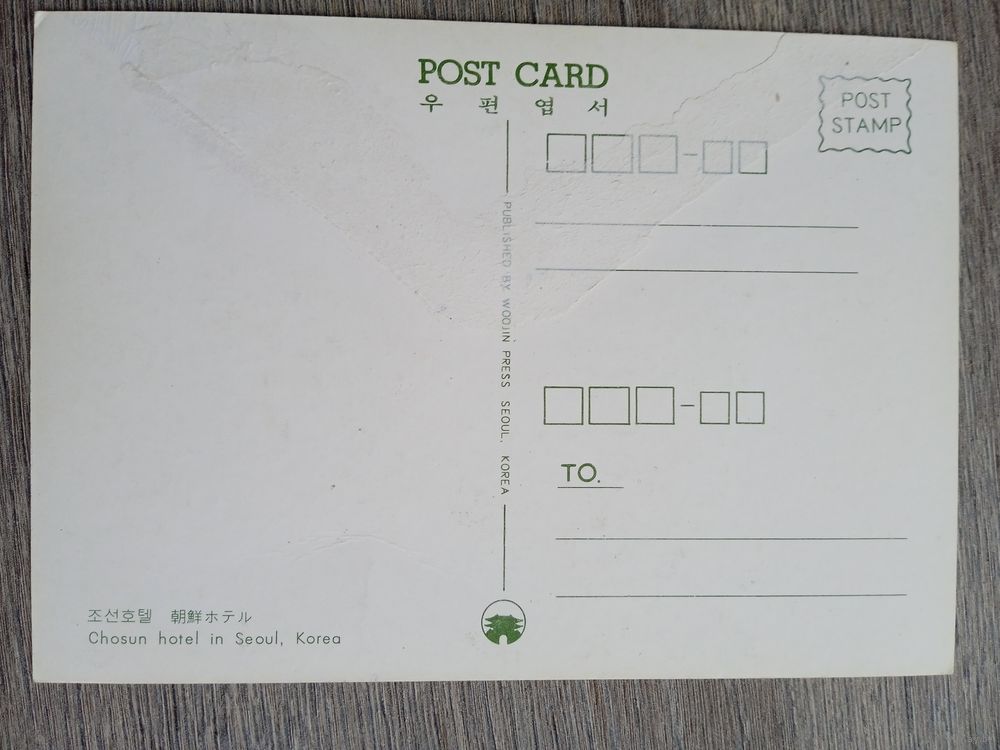 POST CARD
우 편 엽 서
POST
STAMP
PUBLISHED BY WOOJIN PRESS SEOUL, KOREA
TO.
조선호텔 朝鮮ホテル
Chosun hotel in Seoul, Korea